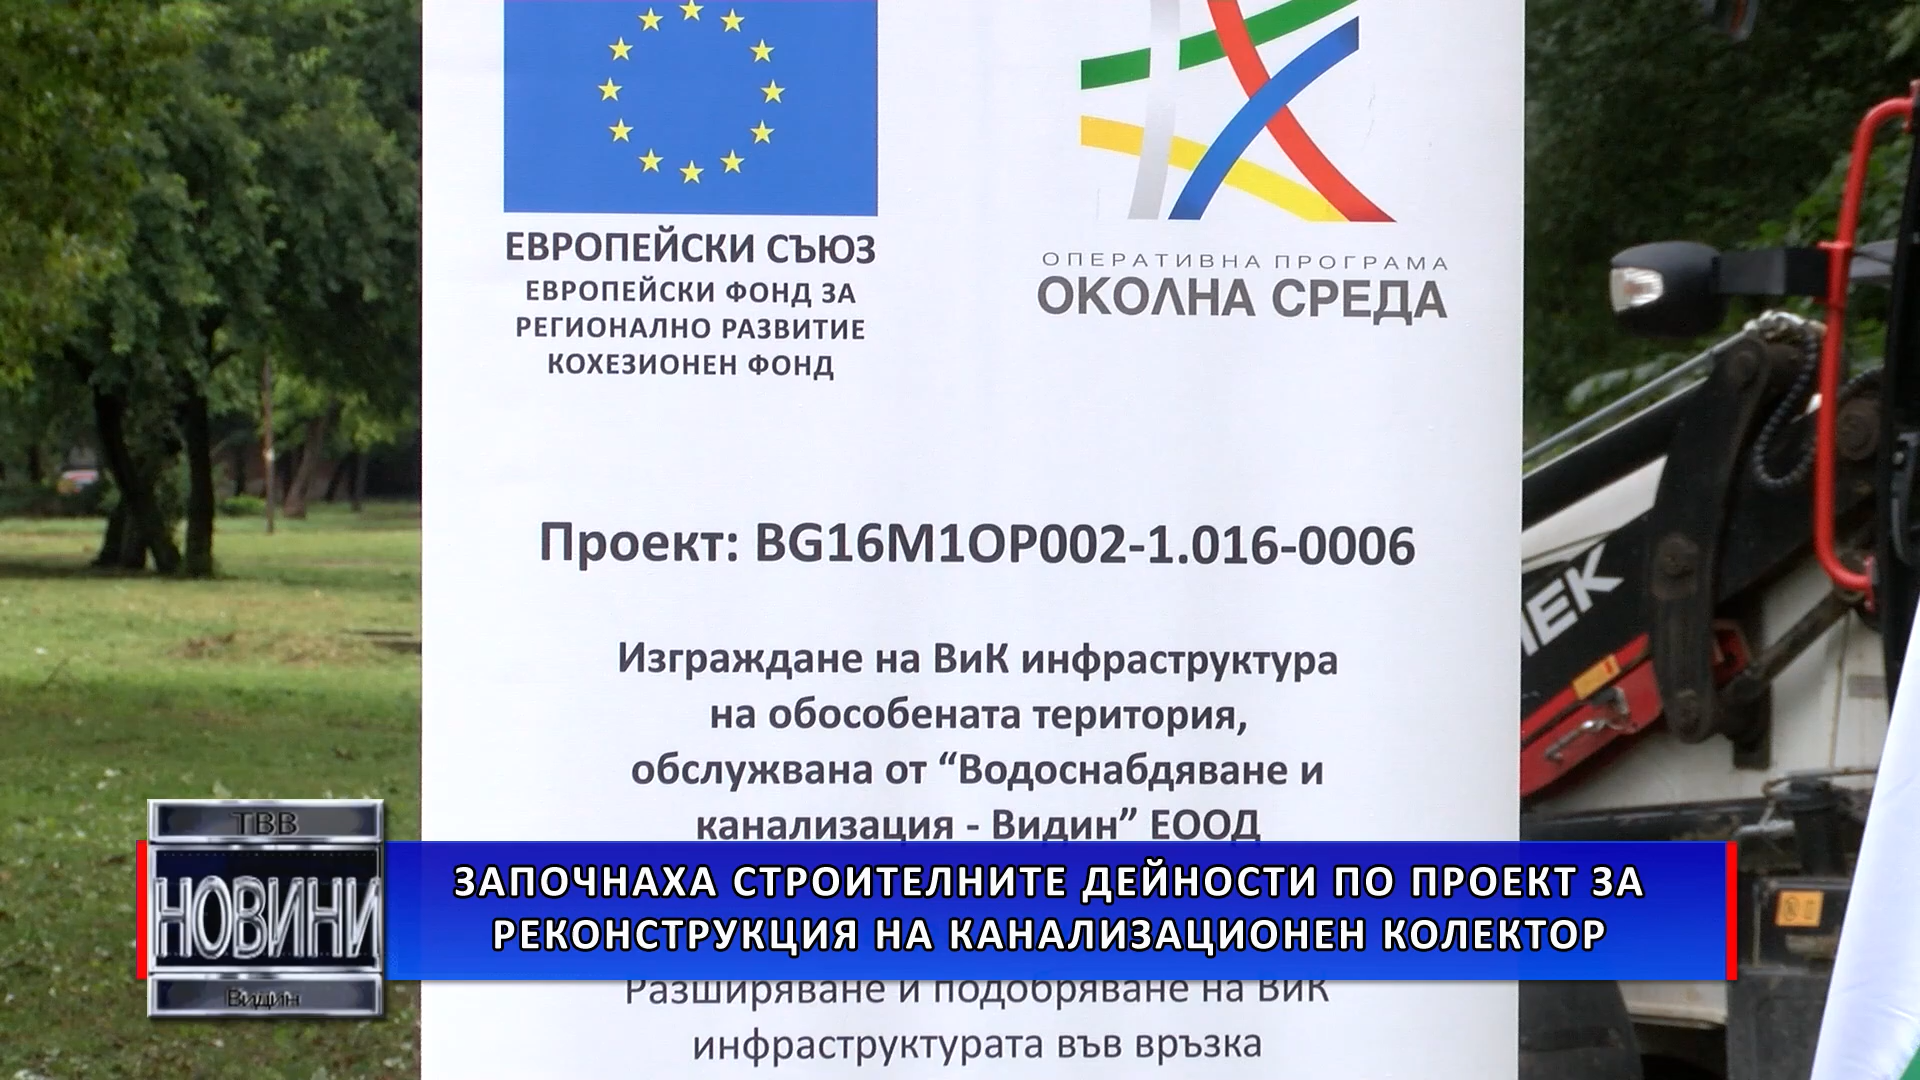 ЕВРОПЕЙСКИ СЪЮЗ
ЕВРОПЕЙСКИ ФОНД ЗА
РЕГИОНАЛНО РАЗВИТИЕ
КОХЕЗИОНЕН ФОНД
ОПЕРАТИВНА ПРОГРАМА
ОКОЛНА СРЕДА
Проект: BG16M1OP002-1.016-0006
Изграждане на ВиК инфраструктура
на обособената територия,
обслужвана от “Водоснабдяване и
канализация - Видин” ЕООД
ТВВ
НОВИНИ
Видин
ЗАПОЧНАХА СТРОИТЕЛНИТЕ ДЕЙНОСТИ ПО ПРОЕКТ ЗА
РЕКОНСТРУКЦИЯ НА КАНАЛИЗАЦИОНЕН КОЛЕКТОР
Разширяване и подобряване на ВиК
инфраструктурата във връзка